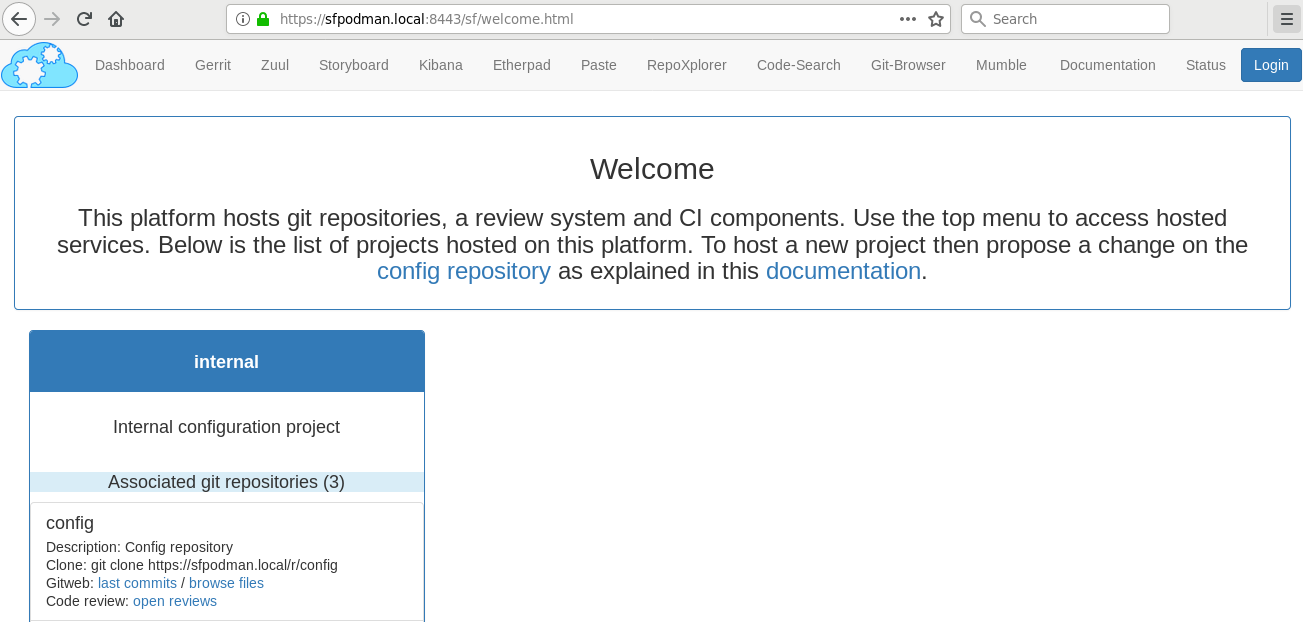 https://sfpodman.local:8443/sf/welcome.html
Search
Dashboard Gerrit Zuul Storyboard Kibana Etherpad Paste RepoXplorer Code-Search Git-Browser Mumble Documentation Status Login
Welcome
This platform hosts git repositories, a review system and CI components. Use the top menu to access hosted
services. Below is the list of projects hosted on this platform. To host a new project then propose a change on the
config repository as explained in this documentation.
internal
Internal configuration project
Associated git repositories (3)
config
Description: Config repository
Clone: git clone https://sfpodman.local/r/config
Gitweb: last commits / browse files
Code review: open reviews